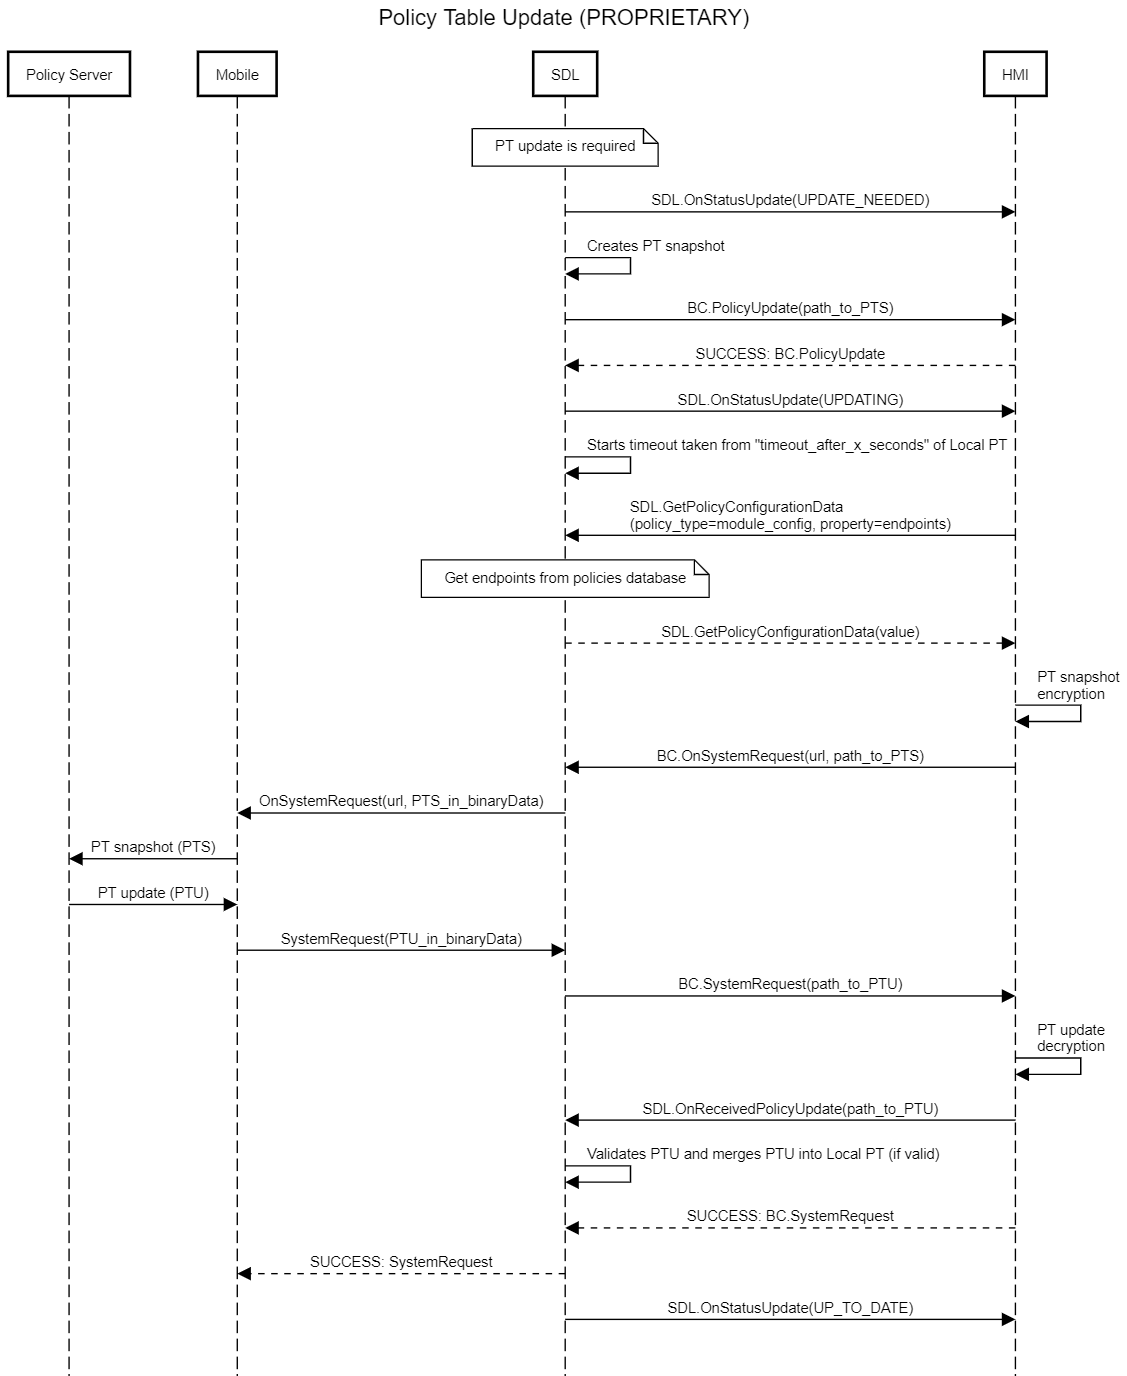 Policy Table Update (PROPRIETARY)
Policy Server
Mobile
SDL
HMI
PT update is required
SDL.OnStatusUpdate(UPDATE_NEEDED)
Creates PT snapshot
BC.PolicyUpdate(path_to_PTS)
SUCCESS: BC.PolicyUpdate
SDL.OnStatusUpdate(UPDATING)
Starts timeout taken from "timeout_after_x_seconds" of Local PT
SDL.GetPolicyConfigurationData
(policy_type=module_config, property=endpoints)
Get endpoints from policies database
SDL.GetPolicyConfigurationData(value)
PT snapshot
encryption
BC.OnSystemRequest(url, path_to_PTS)
OnSystemRequest(url, PTS_in_binaryData)
PT snapshot (PTS)
PT update (PTU)
SystemRequest(PTU_in_binaryData)
BC.SystemRequest(path_to_PTU)
PT update
decryption
SDL.OnReceivedPolicyUpdate(path_to_PTU)
Validates PTU and merges PTU into Local PT (if valid)
SUCCESS: BC.SystemRequest
SUCCESS: SystemRequest
SDL.OnStatusUpdate(UP_TO_DATE)